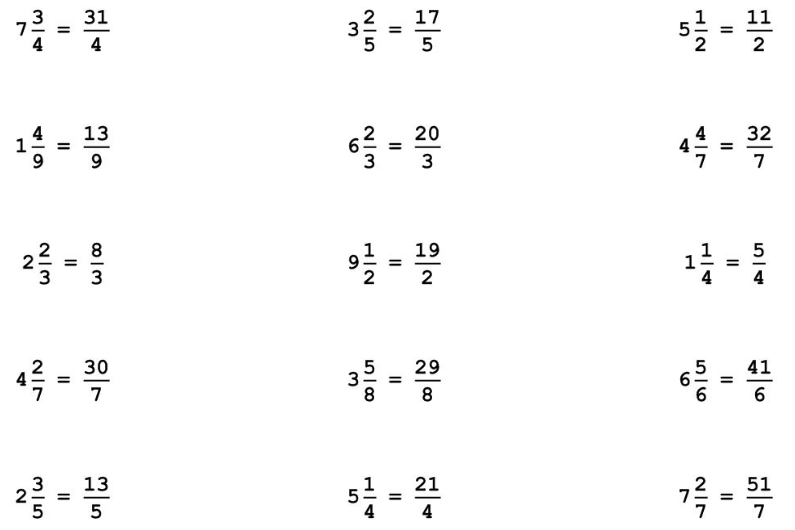 7 3/4 = 31/4    3 2/5 = 17/5    5 1/2 = 11/2
1 4/9 = 13/9    6 2/3 = 20/3    4 4/7 = 32/7
2 2/3 = 8/3    9 1/2 = 19/2    1 1/4 = 5/4
4 2/7 = 30/7    3 5/8 = 29/8    6 5/6 = 41/6
2 3/5 = 13/5    5 1/4 = 21/4    7 2/7 = 51/7